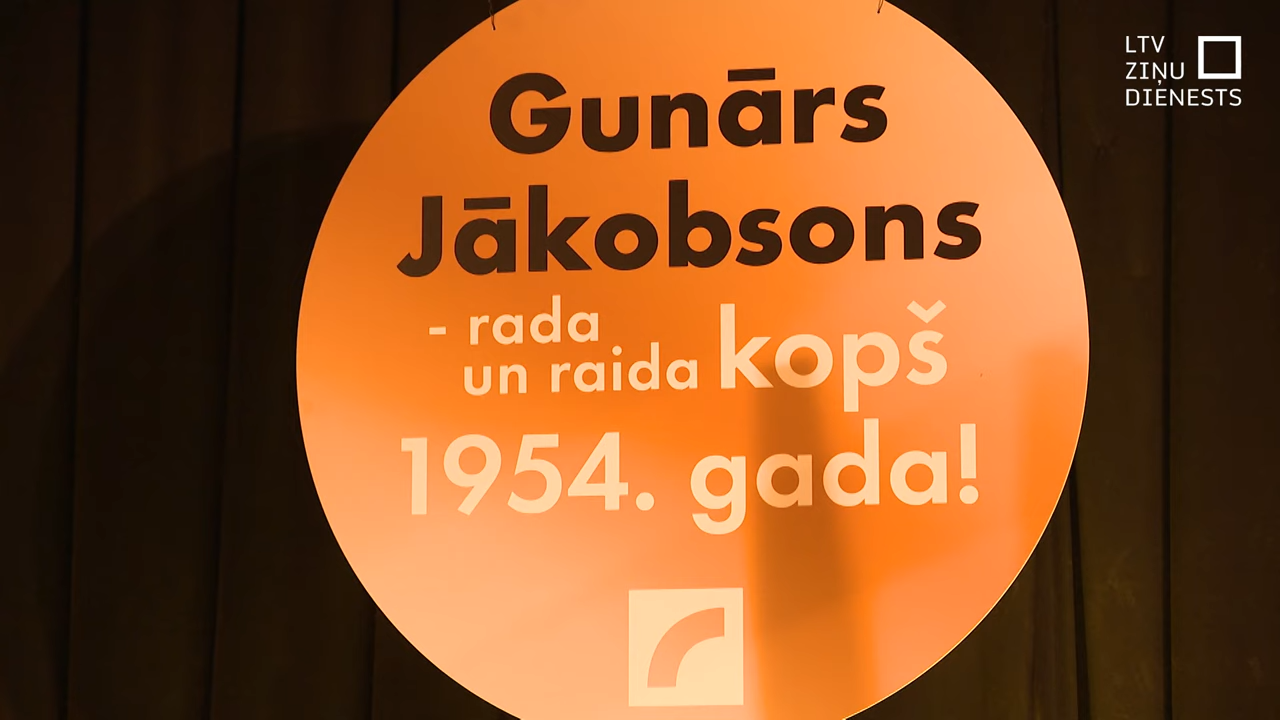 Gunārs
Jākobsons
- rada
un raida kopš
1954. gada!
LTV
ZIŅU
DIENESTS